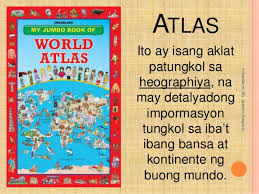 DREAMLAND
MY JUMBO BOOK OF
WORLD
ATLAS
ATLAS
Ito ay isang aklat
patungkol sa
heographiya, na
may detalyadong
impormasyon
tungkol sa iba't
ibang bansa at
kontinente ng
buong mundo.